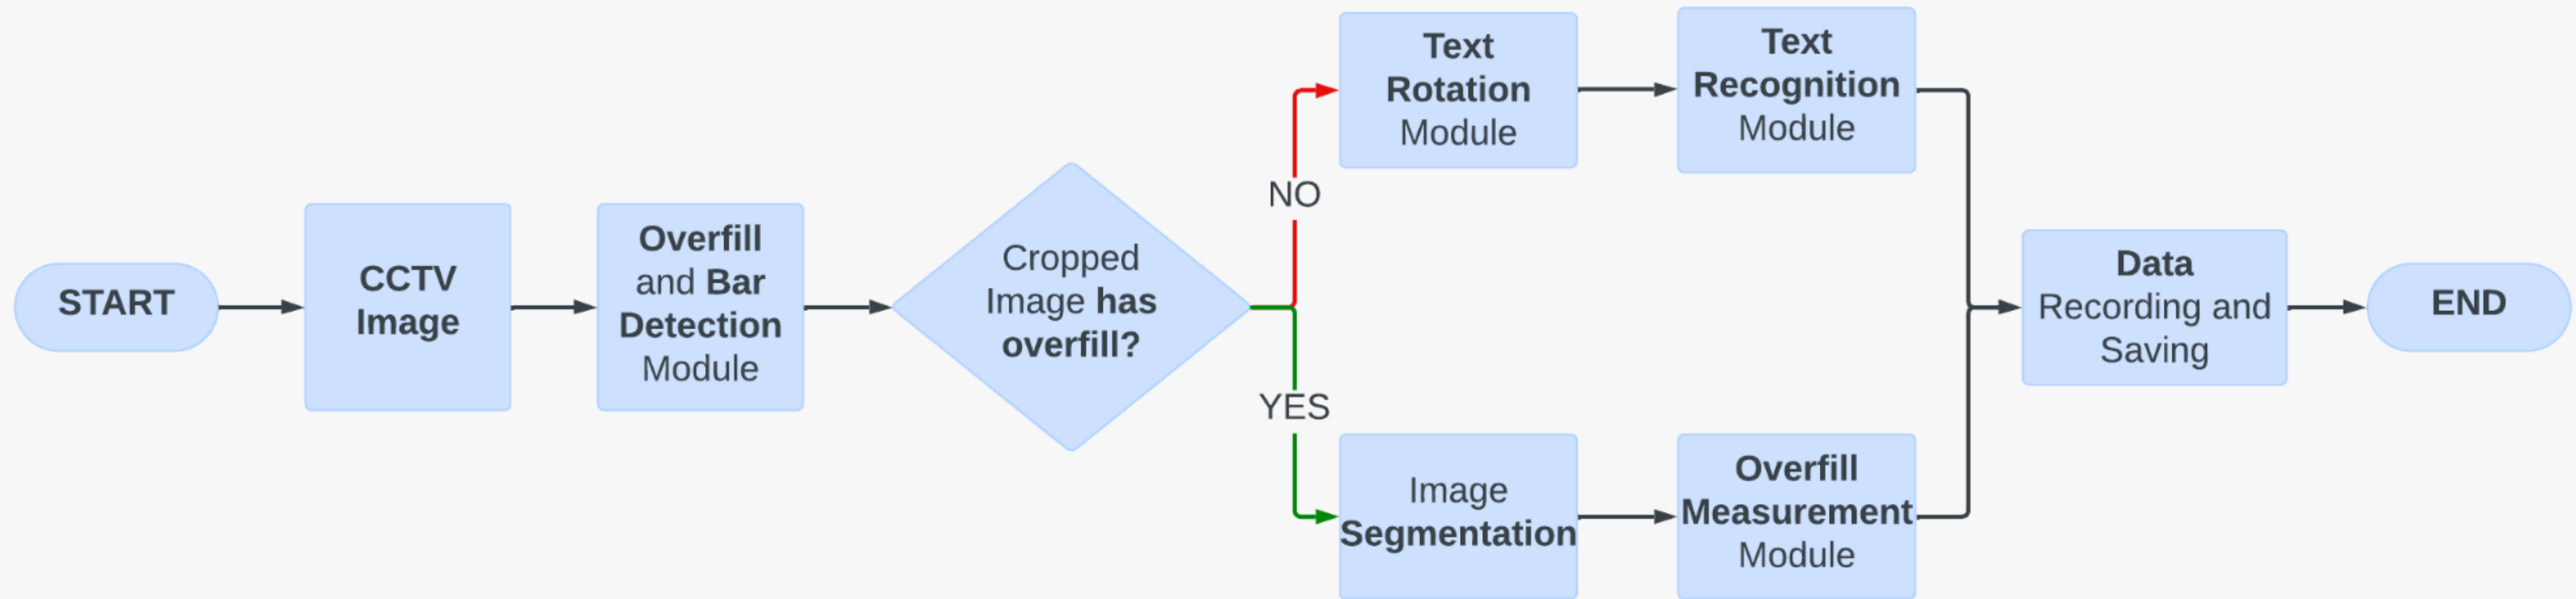 START
CCTV
Image
Overfill
and Bar
Detection
Module
Cropped
Image has
overfill?
NO
Text
Rotation
Module
Text
Recognition
Module
YES
Image
Segmentation
Overfill
Measurement
Module
Data
Recording and
Saving
END